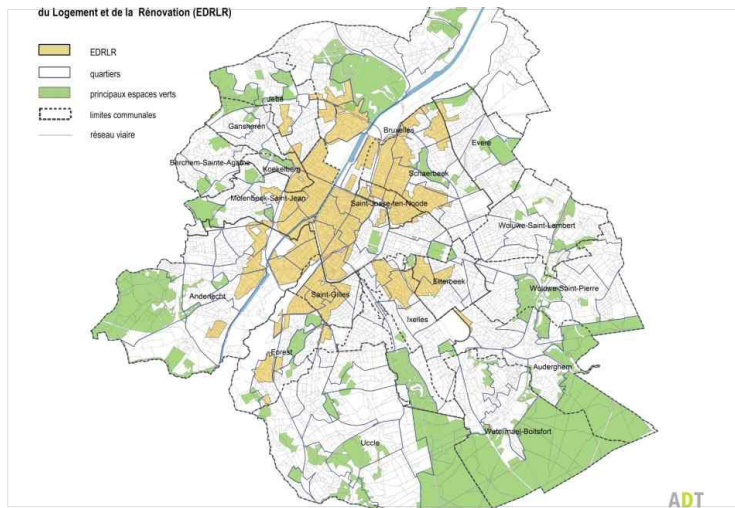 du Logement et de la Rénovation (EDRLR)
EDRLR
quartiers
principaux espaces verts
limites communales
réseau viaire
Jette
Ganshoren
Bruxelles
Evere
Berchem-Sainte-Agathe
Koekelberg
Schaerbeek
Molenbeek-Saint-Jean
Saint-Josse-ten-Noode
Woluwe-Saint-Lambert
Etterbeek
Woluwe-Saint-Pierre
Anderlecht
Saint-Gilles
Ixelles
Forest
Auderghem
Watermael-Boitsfort
Uccle
ADT